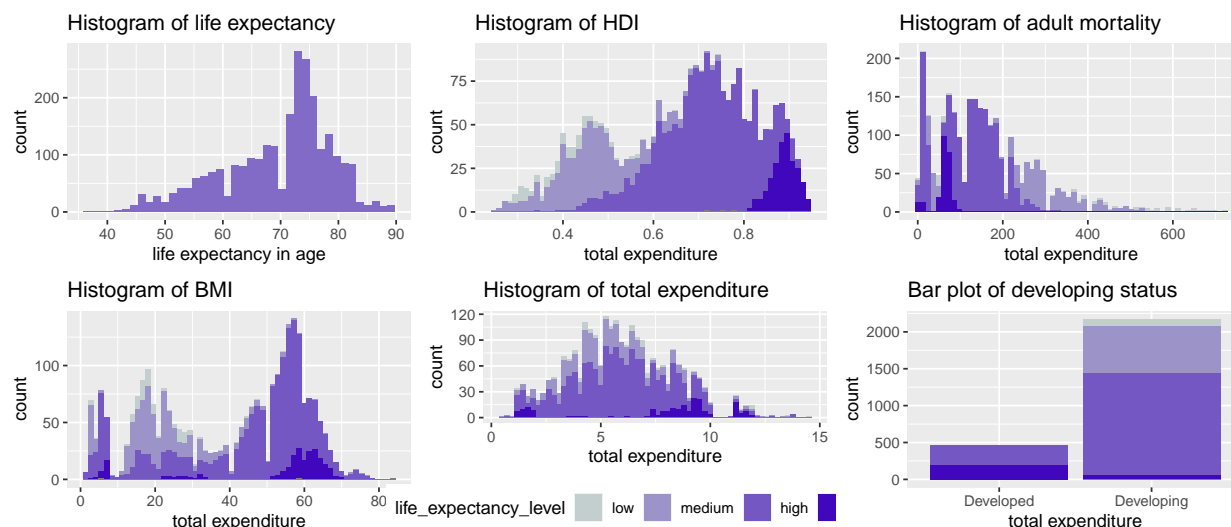 Histogram of life expectancy
count
200
100
0
40 50 60 70 80 90
life expectancy in age
Histogram of HDI
count
75
50
25
0
0.4 0.6 0.8
total expenditure
Histogram of adult mortality
count
200
150
100
50
0
0 200 400 600
total expenditure
Histogram of BMI
count
100
50
0
0 20 40 60 80
total expenditure
Histogram of total expenditure
count
120
90
60
30
0
0 5 10 15
total expenditure
Bar plot of developing status
count
2000
1500
1000
500
0
Developed Developing
total expenditure
life_expectancy_level low medium high